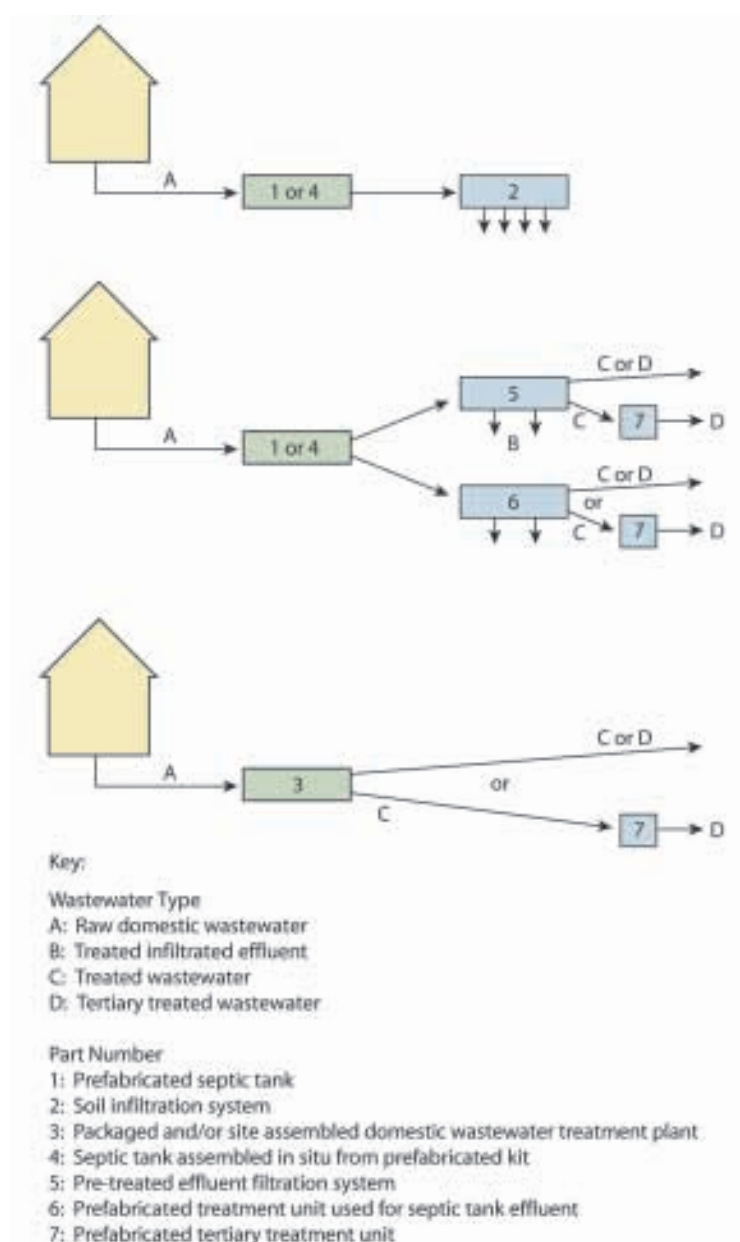 A
1 or 4
2
A
1 or 4
5
B
C or D
C
7
D
6
C or D
or
C
7
D
A
3
C or D
or
C
7
D
Key:
Wastewater Type
A: Raw domestic wastewater
B: Treated infiltrated effluent
C: Treated wastewater
D: Tertiary treated wastewater
Part Number
1: Prefabricated septic tank
2: Soil infiltration system
3: Packaged and/or site assembled domestic wastewater treatment plant
4: Septic tank assembled in situ from prefabricated kit
5: Pre-treated effluent filtration system
6: Prefabricated treatment unit used for septic tank effluent
7: Prefabricated tertiary treatment unit